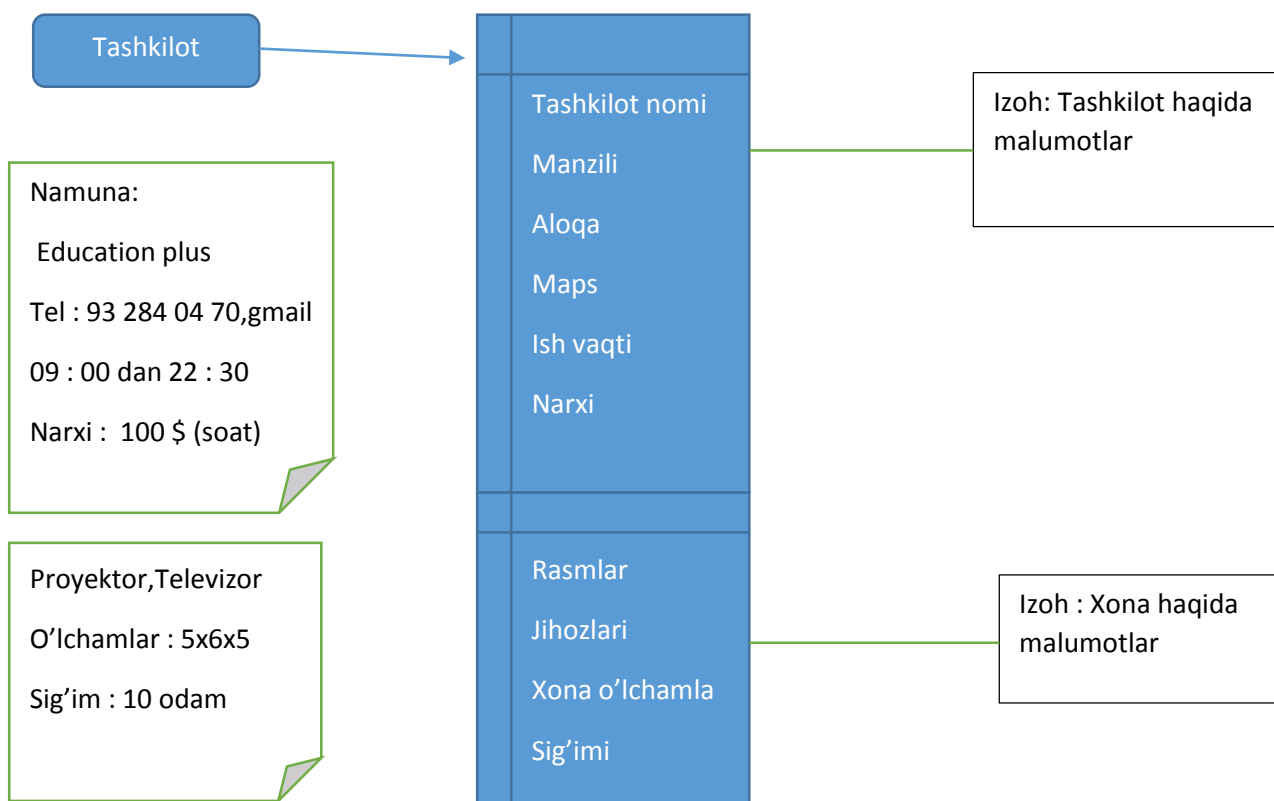 Tashkilot
Tashkilot nomi
Manzili
Aloqa
Maps
Ish vaqti
Narxi
Izoh: Tashkilot haqida
malumotlar
Namuna:
Education plus
Tel : 93 284 04 70,gmail
09 : 00 dan 22 : 30
Narxi : 100 $ (soat)
Rasmlar
Jihozlari
Xona o’lchamla
Sig’imi
Izoh : Xona haqida
malumotlar
Proyektor,Televizor
O’lchamlar : 5x6x5
Sig’im : 10 odam